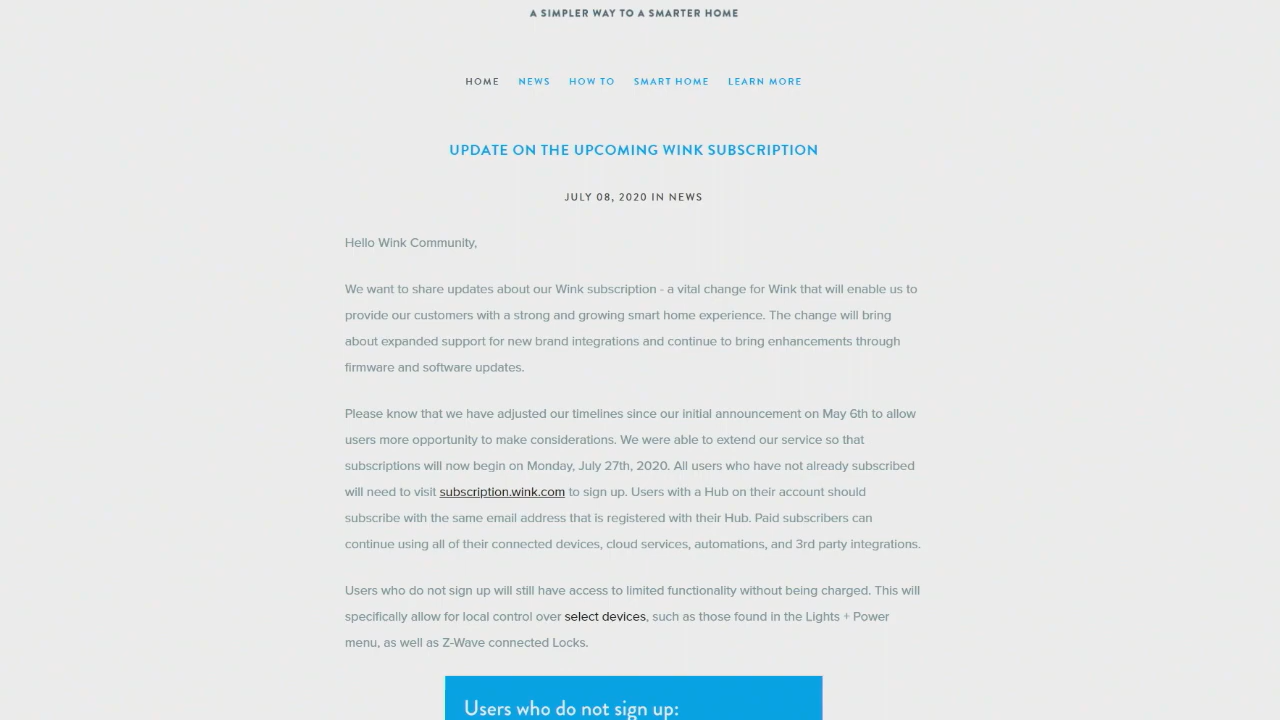 A SIMPLER WAY TO A SMARTER HOME
HOME NEWS HOW TO SMART HOME LEARN MORE
UPDATE ON THE UPCOMING WINK SUBSCRIPTION
JULY 08, 2020 IN NEWS
Hello Wink Community,
We want to share updates about our Wink subscription - a vital change for Wink that will enable us to
provide our customers with a strong and growing smart home experience. The change will bring
about expanded support for new brand integrations and continue to bring enhancements through
firmware and software updates.
Please know that we have adjusted our timelines since our initial announcement on May 6th to allow
users more opportunity to make considerations. We were able to extend our service so that
subscriptions will now begin on Monday, July 27th, 2020. All users who have not already subscribed
will need to visit subscription.wink.com to sign up. Users with a Hub on their account should
subscribe with the same email address that is registered with their Hub. Paid subscribers can
continue using all of their connected devices, cloud services, automations, and 3rd party integrations.
Users who do not sign up will still have access to limited functionality without being charged. This will
specifically allow for local control over select devices, such as those found in the Lights + Power
menu, as well as Z-Wave connected Locks.
Users who do not sign up: